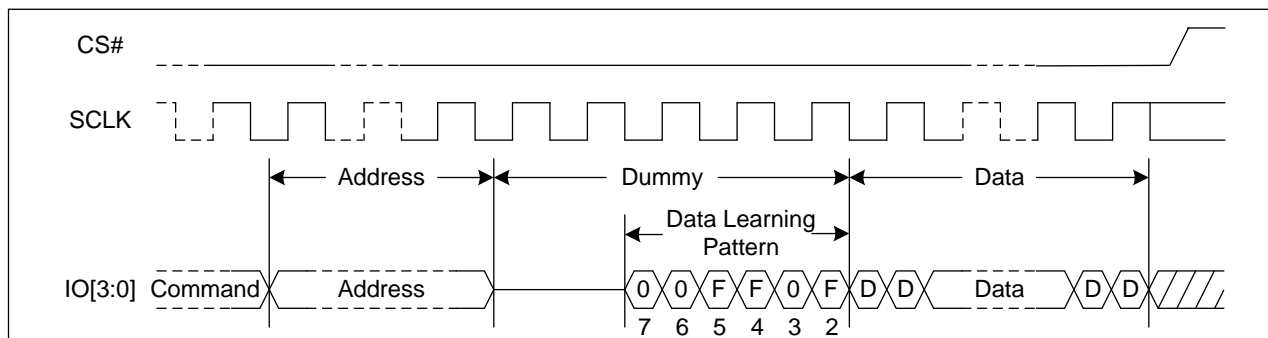 CS#
SCLK
Address Dummy Data
Data Learning
Pattern
IO[3:0] Command Address 0 0 F F 0 F D D Data D D
7 6 5 4 3 2